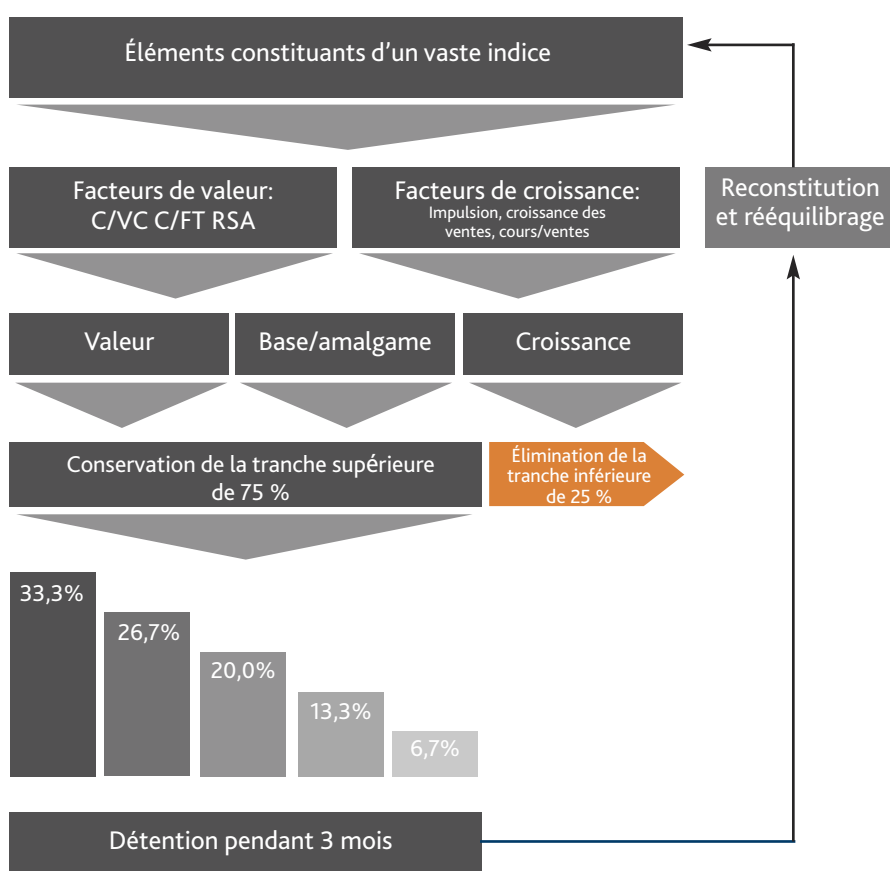 Éléments constituants d’un vaste indice
Facteurs de valeur:
C/VC C/FT RSA
Facteurs de croissance:
Impulsion, croissance des
ventes, cours/ventes
Reconstitution
et rééquilibrage
Valeur
Base/amalgame
Croissance
Conservation de la tranche supérieure
de 75 %
Élimination de la
tranche inférieure
de 25 %
33,3%
26,7%
20,0%
13,3%
6,7%
Détention pendant 3 mois